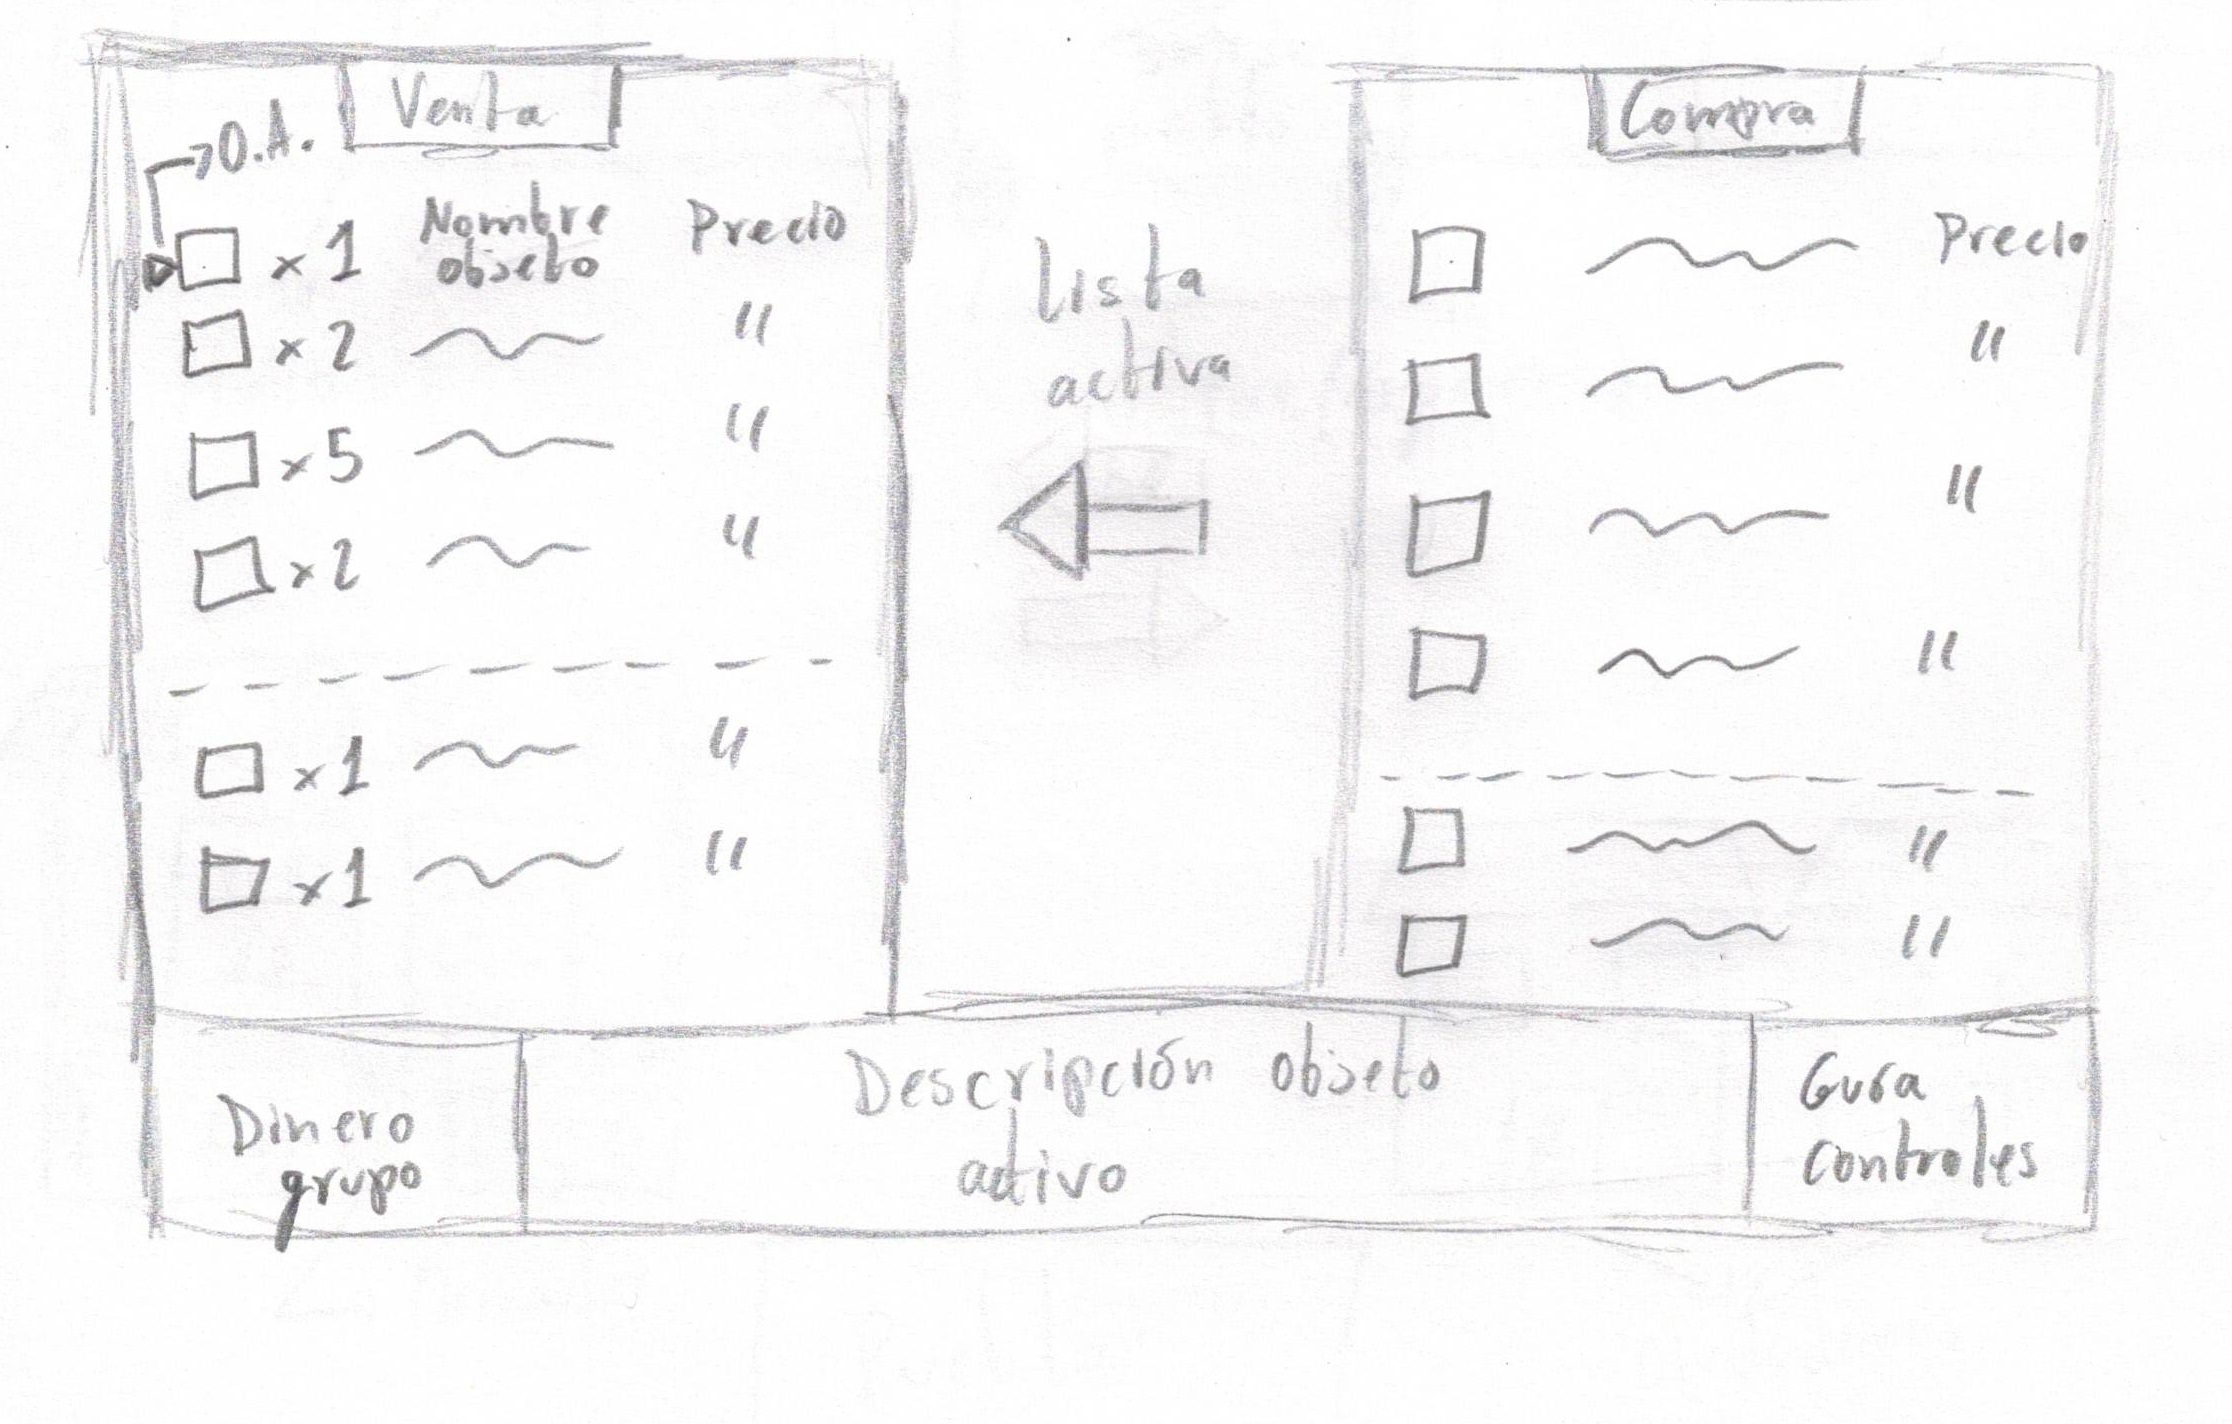 Venta
O.A.
x 1 Nombre objeto Precio
x 2 "
x 5 "
x 2 "
x 1 "
x 1 "
Lista
activa
Compra
Precio
"
"
"
"
"
Dinero
grupo
Descripción objeto
activo
Guía
controles